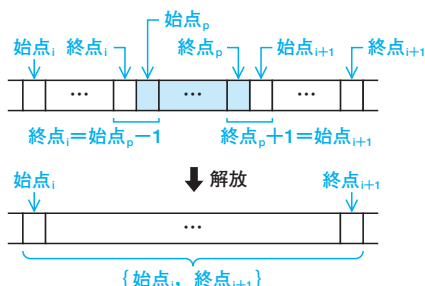 始点p
始点i 終点i 終点p 始点i+1 終点i+1
… … …
終点i＝始点p−1 終点p+1＝始点i+1
解放
始点i 終点i+1
…
{始点i，終点i+1}